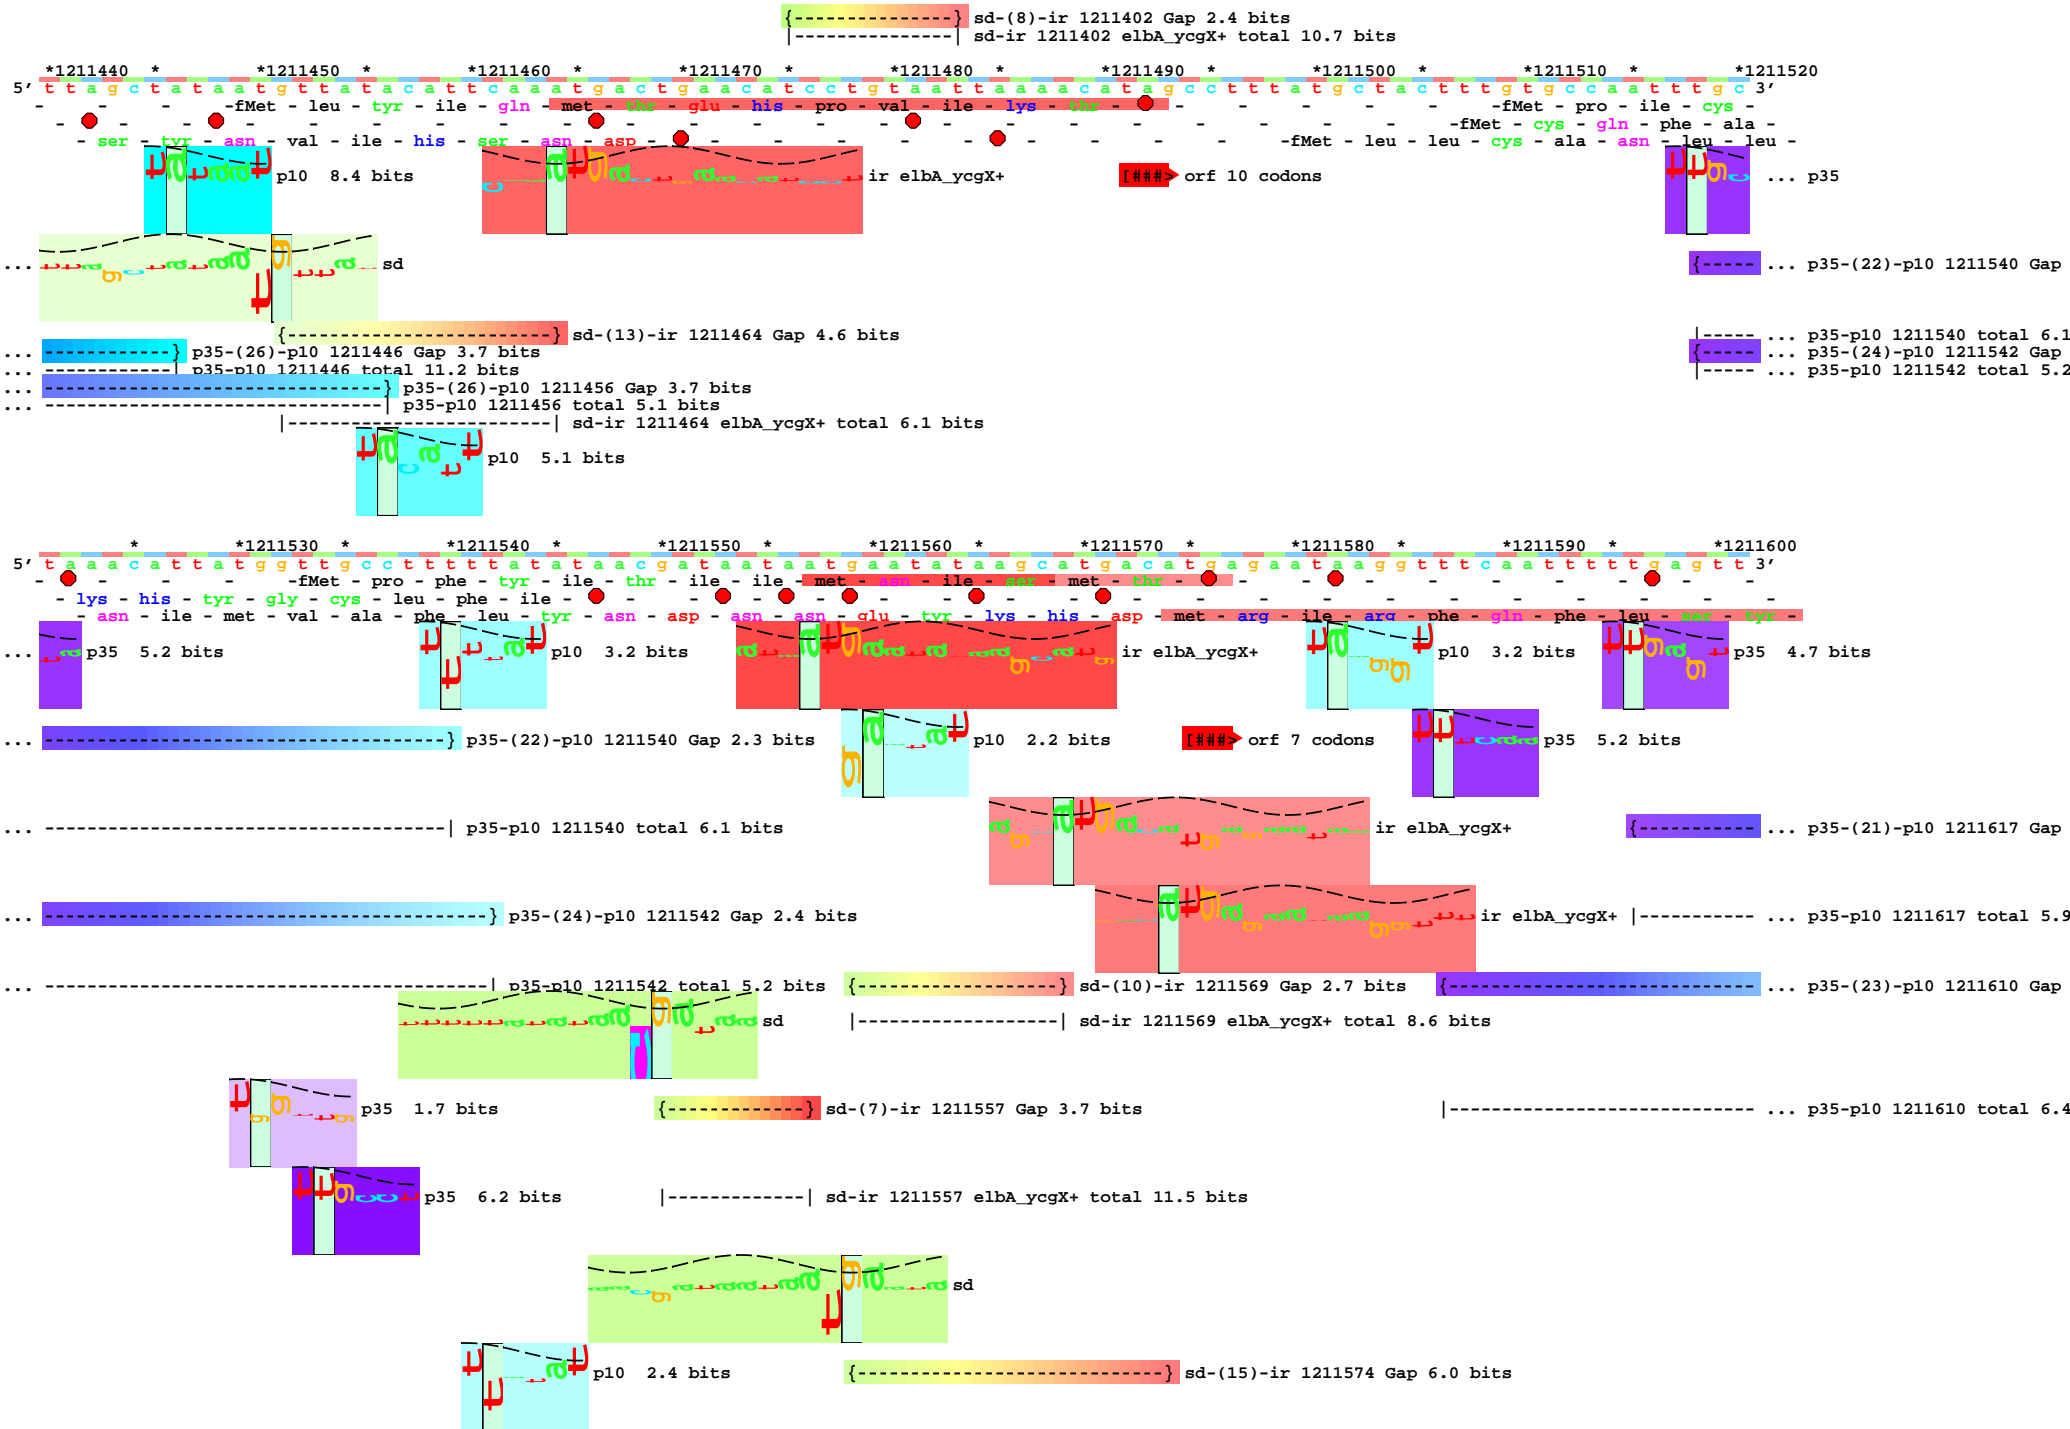 {---------------} sd-(8)-ir 1211402 Gap 2.4 bits
|---------------| sd-ir 1211402 elbA_ycgX+ total 10.7 bits
*1211440 * *1211450 * *1211460 * *1211470 * *1211480 * *1211490 * *1211500 * *1211510 * *1211520
5' t t a g c t a t a a t g t t a t a c a t t c a a a t g a c t g a a c a t c c t g t a a t t a a a a c a t a g c c t t t a t g c t a c t t t g t g c c a a t t t g c 3'
- - - - -fMet - leu - tyr - ile - gln - met - thr - glu - his - pro - val - ile - lys - thr - - - - - - -fMet - pro - ile - cys -
- - - - - - - - - - - - - - - - - - - - - -fMet - cys - gln - phe - ala -
- ser - tyr - asn - val - ile - his - ser - asn - asp - - - - - - - - - -fMet - leu - leu - cys - ala - asn - leu - leu -
p10 8.4 bits ir elbA_ycgX+ [###> orf 10 codons ... p35
... sd {----- ... p35-(22)-p10 1211540 Gap
{-------------------------} sd-(13)-ir 1211464 Gap 4.6 bits |----- ... p35-p10 1211540 total 6.1
... ------------} p35-(26)-p10 1211446 Gap 3.7 bits {----- ... p35-(24)-p10 1211542 Gap
... ------------| p35-p10 1211446 total 11.2 bits |----- ... p35-p10 1211542 total 5.2
... --------------------------------} p35-(26)-p10 1211456 Gap 3.7 bits
... --------------------------------| p35-p10 1211456 total 5.1 bits
|-------------------------| sd-ir 1211464 elbA_ycgX+ total 6.1 bits
p10 5.1 bits
* *1211530 * *1211540 * *1211550 * *1211560 * *1211570 * *1211580 * *1211590 * *1211600
5' t a a a c a t t a t g g t t g c c t t t t t a t a t a a c g a t a a t a a t g a a t a t a a g c a t g a c a t g a g a a t a a g g t t t c a a t t t t t g a g t t 3'
- - - - - -fMet - pro - phe - tyr - ile - thr - ile - ile - met - asn - ile - ser - met - thr - - - - - - - - -
- lys - his - tyr - gly - cys - leu - phe - ile - - - - - - - - - - - - - - - - - - -
- asn - ile - met - val - ala - phe - leu - tyr - asn - asp - asn - asn - glu - tyr - lys - his - asp - met - arg - ile - arg - phe - gln - phe - leu - ser - tyr -
... p35 5.2 bits p10 3.2 bits ir elbA_ycgX+ p10 3.2 bits p35 4.7 bits
... ---------------------------------------} p35-(22)-p10 1211540 Gap 2.3 bits p10 2.2 bits [###> orf 7 codons p35 5.2 bits
... --------------------------------------| p35-p10 1211540 total 6.1 bits ir elbA_ycgX+ {----------- ... p35-(21)-p10 1211617 Gap
... -------------------------------------------} p35-(24)-p10 1211542 Gap 2.4 bits ir elbA_ycgX+ |----------- ... p35-p10 1211617 total 5.9
... ------------------------------------------| p35-p10 1211542 total 5.2 bits {-------------------} sd-(10)-ir 1211569 Gap 2.7 bits {----------------------------- ... p35-(23)-p10 1211610 Gap
sd |-------------------| sd-ir 1211569 elbA_ycgX+ total 8.6 bits
p35 1.7 bits {-------------} sd-(7)-ir 1211557 Gap 3.7 bits |----------------------------- ... p35-p10 1211610 total 6.4
p35 6.2 bits |-------------| sd-ir 1211557 elbA_ycgX+ total 11.5 bits
sd
p10 2.4 bits {-----------------------------} sd-(15)-ir 1211574 Gap 6.0 bits